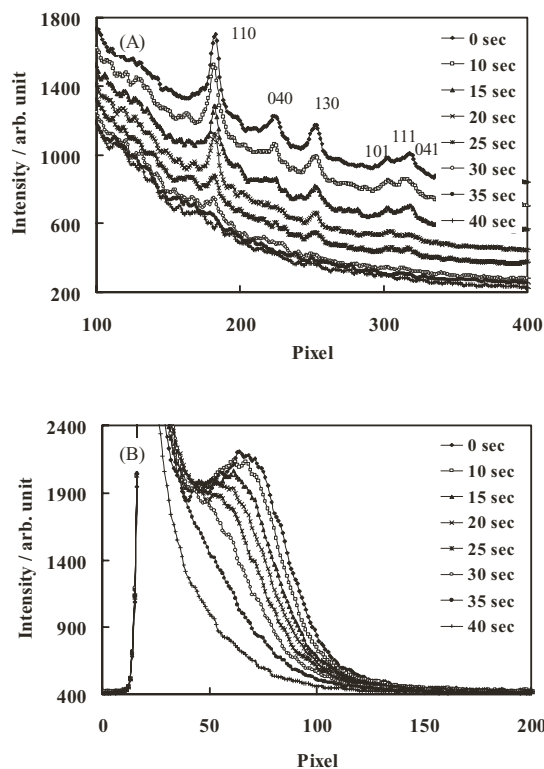 (A)
Intensity / arb. unit
1800
1400
1000
600
200
110
040
130
101
111
041
0 sec
10 sec
15 sec
20 sec
25 sec
30 sec
35 sec
40 sec
100
200
300
400
Pixel
(B)
Intensity / arb. unit
2400
1900
1400
900
400
0 sec
10 sec
15 sec
20 sec
25 sec
30 sec
35 sec
40 sec
0
50
100
150
200
Pixel